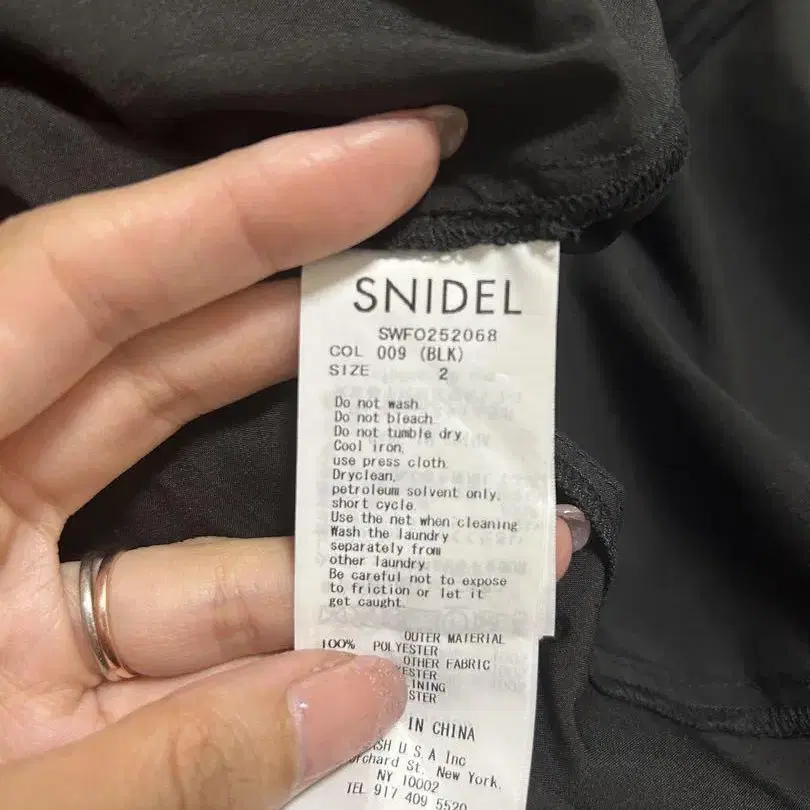 SNIDEL
SWFO252068
COL 009 (BLK)
SIZE 2
Do not wash.
Do not bleach.
Do not tumble dry.
Cool iron,
use press cloth.
Dryclean,
petroleum solvent only,
short cycle.
Use the net when cleaning
Wash the laundry
separately from
other laundry.
Be careful not to expose
to friction or let it
get caught.
OUTER MATERIAL
100% POLYESTER
OTHER FABRIC
IN CHINA
U S A Inc
St. New York,
NY 10002
TEL 917 409 5520